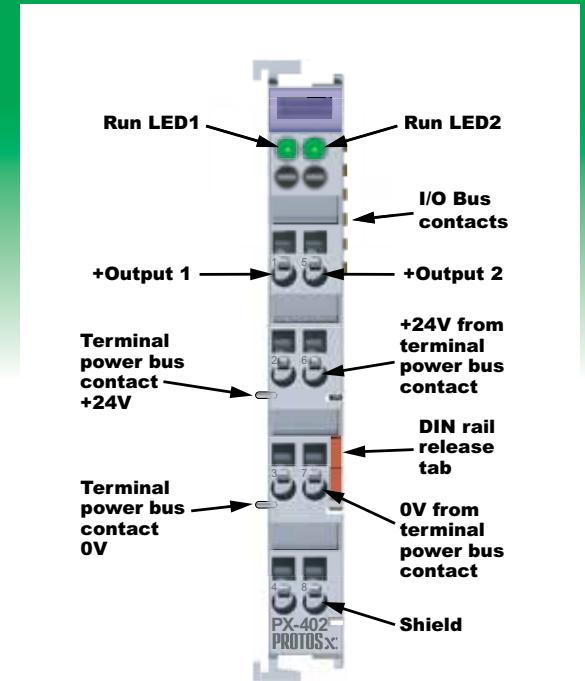 Run LED1
Run LED2
I/O Bus
contacts
+Output 1
1
5
+Output 2
Terminal
power bus
contact
+24V
2
6
+24V from
terminal
power bus
contact
DIN rail
release
tab
Terminal
power bus
contact
0V
3
7
0V from
terminal
power bus
contact
4
8
Shield
PX-402
PROTOS X